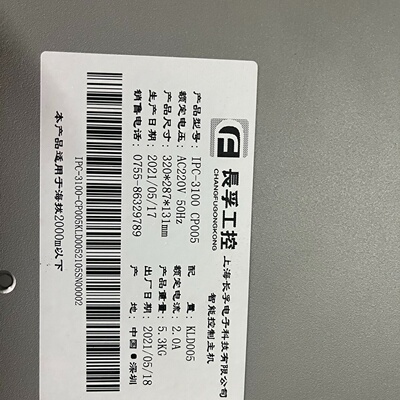 長孚工控
CHANGFUGONGKONG
上海长孚电子科技有限公司
智能控制主机
产品型号: IPC-3100 CP005
配 置: KLD005
额定电压: AC220V 50Hz
额定电流: 2.0A
产品尺寸: 320*287*131mm
产品重量: 5.3KG
生产日期: 2021/05/17
出厂日期: 2021/05/18
销售电话: 0755-86329789
产 地: 中国·深圳
IPC-3100-CP005KLD0052105SN00002
本产品适用于海拔2000m以下